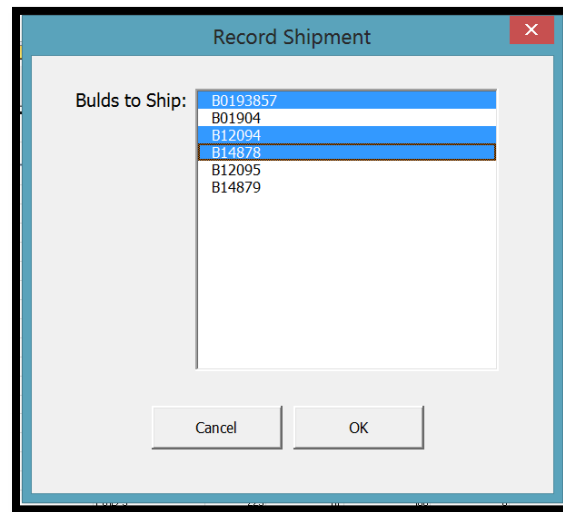 Record Shipment
Bulds to Ship:
B0193857
B01904
B12094
B14878
B12095
B14879
Cancel
OK